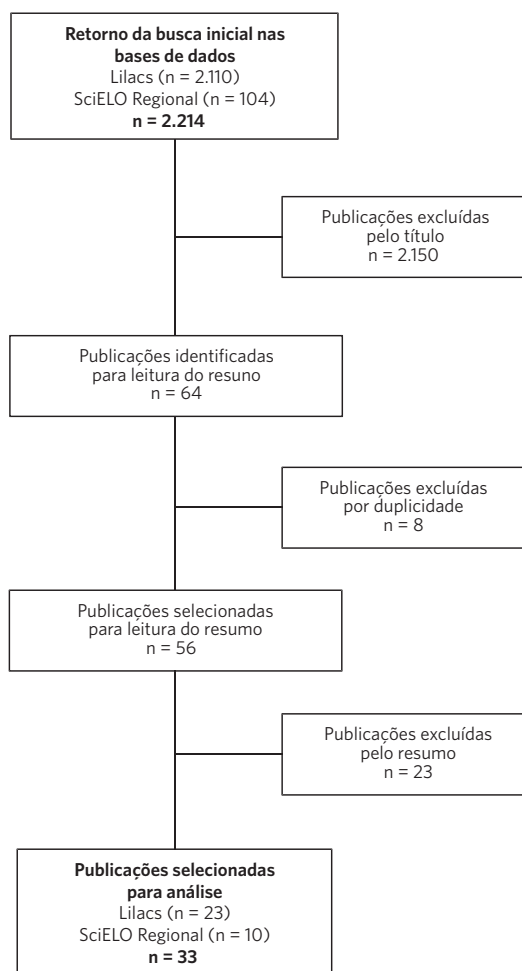 Retorno da busca inicial nas
bases de dados
Lilacs (n = 2.110)
SciELO Regional (n = 104)
n = 2.214
Publicações excluídas
pelo título
n = 2.150
Publicações identificadas
para leitura do resuno
n = 64
Publicações excluídas
por duplicidade
n = 8
Publicações selecionadas
para leitura do resumo
n = 56
Publicações excluídas
pelo resumo
n = 23
Publicações selecionadas
para análise
Lilacs (n = 23)
SciELO Regional (n = 10)
n = 33